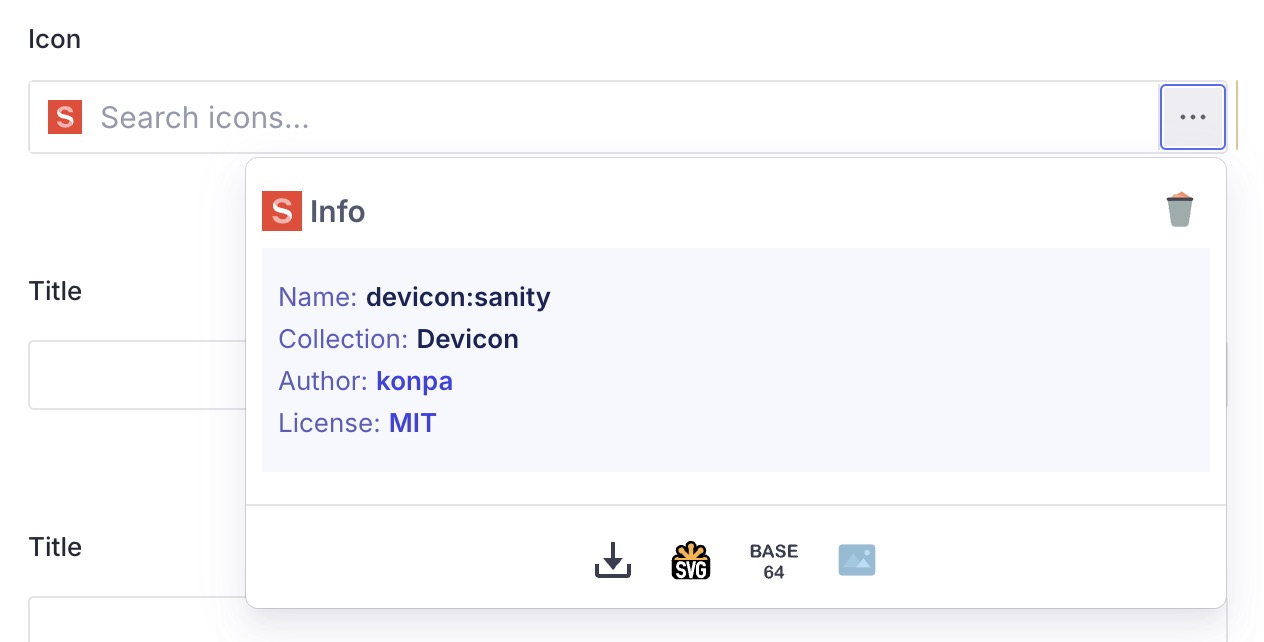 Icon
S Search icons...
S Info
Title
Name: devicon:sanity
Collection: Devicon
Author: konpa
License: MIT
Title
SVG
BASE
64